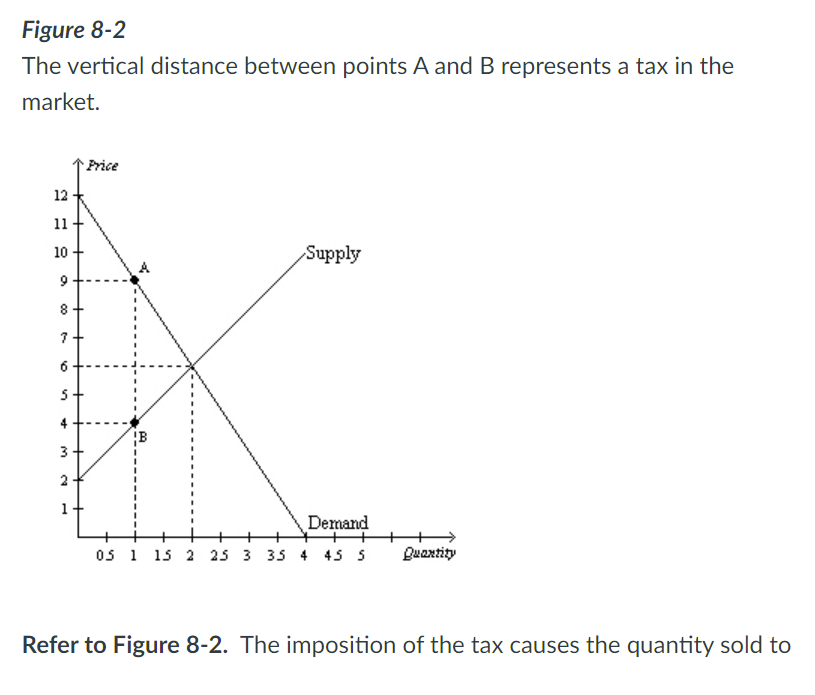 Figure 8-2
The vertical distance between points A and B represents a tax in the
market.
Price
12
11
10
Supply
A
9
8
7
6
5
4
B
3
2
1
Demand
0.5 1 1.5 2 2.5 3 3.5 4 4.5 5 Quantity
Refer to Figure 8-2. The imposition of the tax causes the quantity sold to